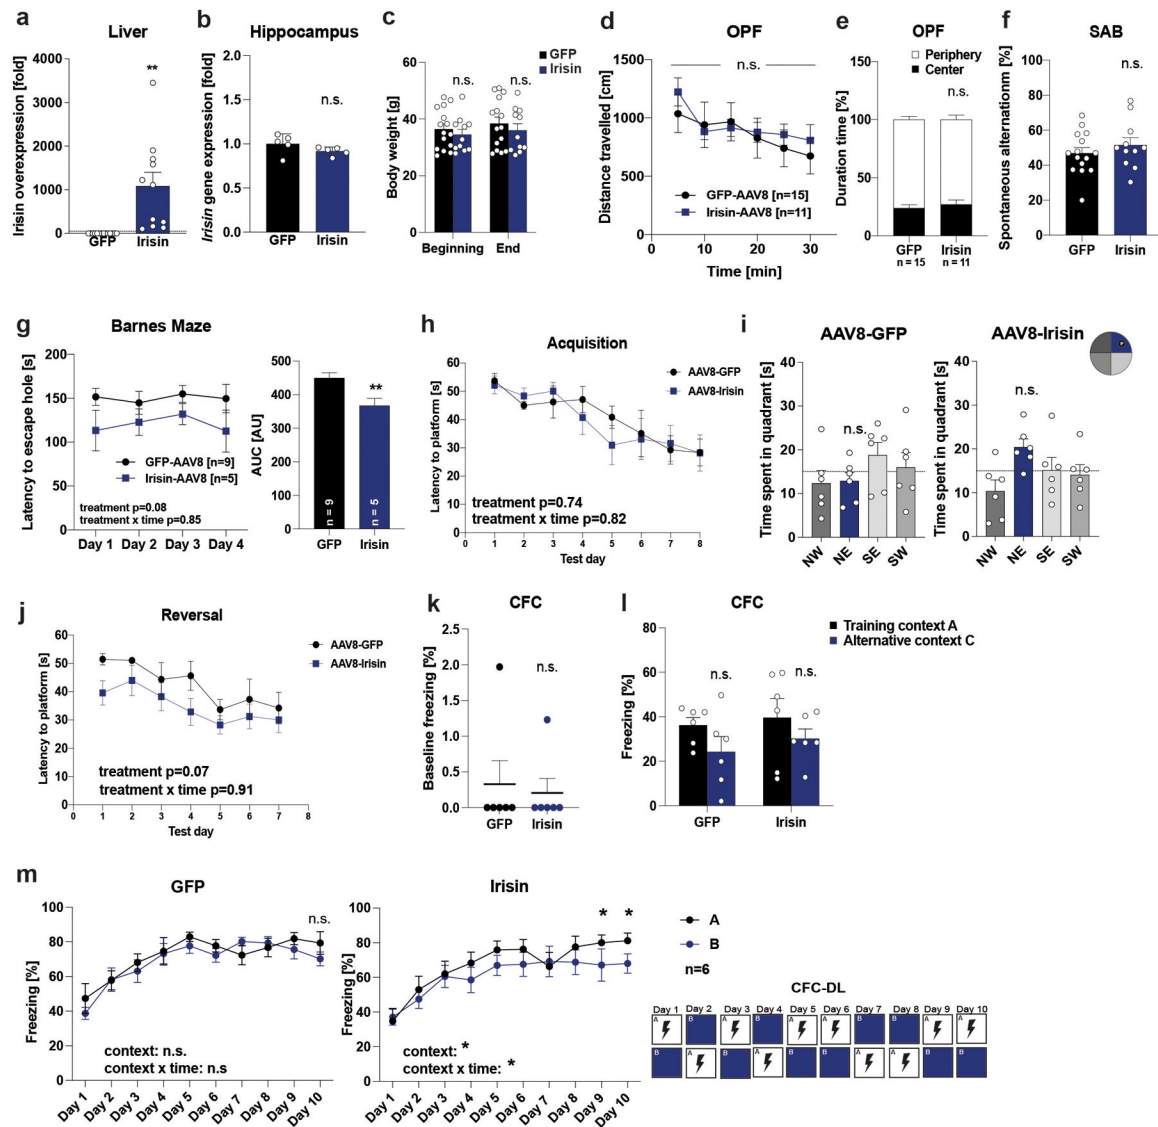 a
Liver
Irisin overexpression [fold]
4000
3000
2000
1000
0
**
GFP
Irisin
b
Hippocampus
Irisin gene expression [fold]
2.0
1.5
1.0
0.5
0.0
n.s.
GFP
Irisin
c
GFP
Irisin
Body weight [g]
60
40
20
0
n.s.
n.s.
Beginning
End
d
OPF
Distance travelled [cm]
1500
1000
500
0
n.s.
GFP-AAV8 [n=15]
Irisin-AAV8 [n=11]
0 10 20 30
Time [min]
e
OPF
Periphery
Center
Duration time [%]
100
50
0
n.s.
GFP
n = 15
Irisin
n = 11
f
SAB
Spontaneous alternationm [%]
100
80
60
40
20
0
n.s.
GFP
Irisin
g
Barnes Maze
Latency to escape hole [s]
200
150
100
50
0
GFP-AAV8 [n=9]
Irisin-AAV8 [n=5]
treatment p=0.08
treatment x time p=0.85
Day 1 Day 2 Day 3 Day 4
AUC [AU]
500
400
300
200
100
0
**
n = 9
n = 5
GFP
Irisin
h
Acquisition
Latency to platform [s]
60
50
40
30
20
10
0
AAV8-GFP
AAV8-Irisin
treatment p=0.74
treatment x time p=0.82
0 1 2 3 4 5 6 7 8
Test day
i
AAV8-GFP
Time spent in quadrant [s]
40
30
20
10
0
n.s.
NW NE SE SW
AAV8-Irisin
Time spent in quadrant [s]
40
30
20
10
0
n.s.
NW NE SE SW
j
Reversal
Latency to platform [s]
60
50
40
30
20
10
0
AAV8-GFP
AAV8-Irisin
treatment p=0.07
treatment x time p=0.91
0 1 2 3 4 5 6 7 8
Test day
k
CFC
Baseline freezing [%]
2.5
2.0
1.5
1.0
0.5
0.0
n.s.
GFP
Irisin
l
CFC
Training context A
Alternative context C
Freezing [%]
80
60
40
20
0
n.s.
n.s.
GFP
Irisin
m
GFP
Freezing [%]
100
80
60
40
20
0
n.s.
context: n.s.
context x time: n.s
Day 1 Day 2 Day 3 Day 4 Day 5 Day 6 Day 7 Day 8 Day 9 Day 10
Irisin
Freezing [%]
100
80
60
40
20
0
* *
context: *
context x time: *
Day 1 Day 2 Day 3 Day 4 Day 5 Day 6 Day 7 Day 8 Day 9 Day 10
A
B
n=6
CFC-DL
Day 1 Day 2 Day 3 Day 4 Day 5 Day 6 Day 7 Day 8 Day 9 Day 10
A B A B A A B B A A
B A B A B B A A B B